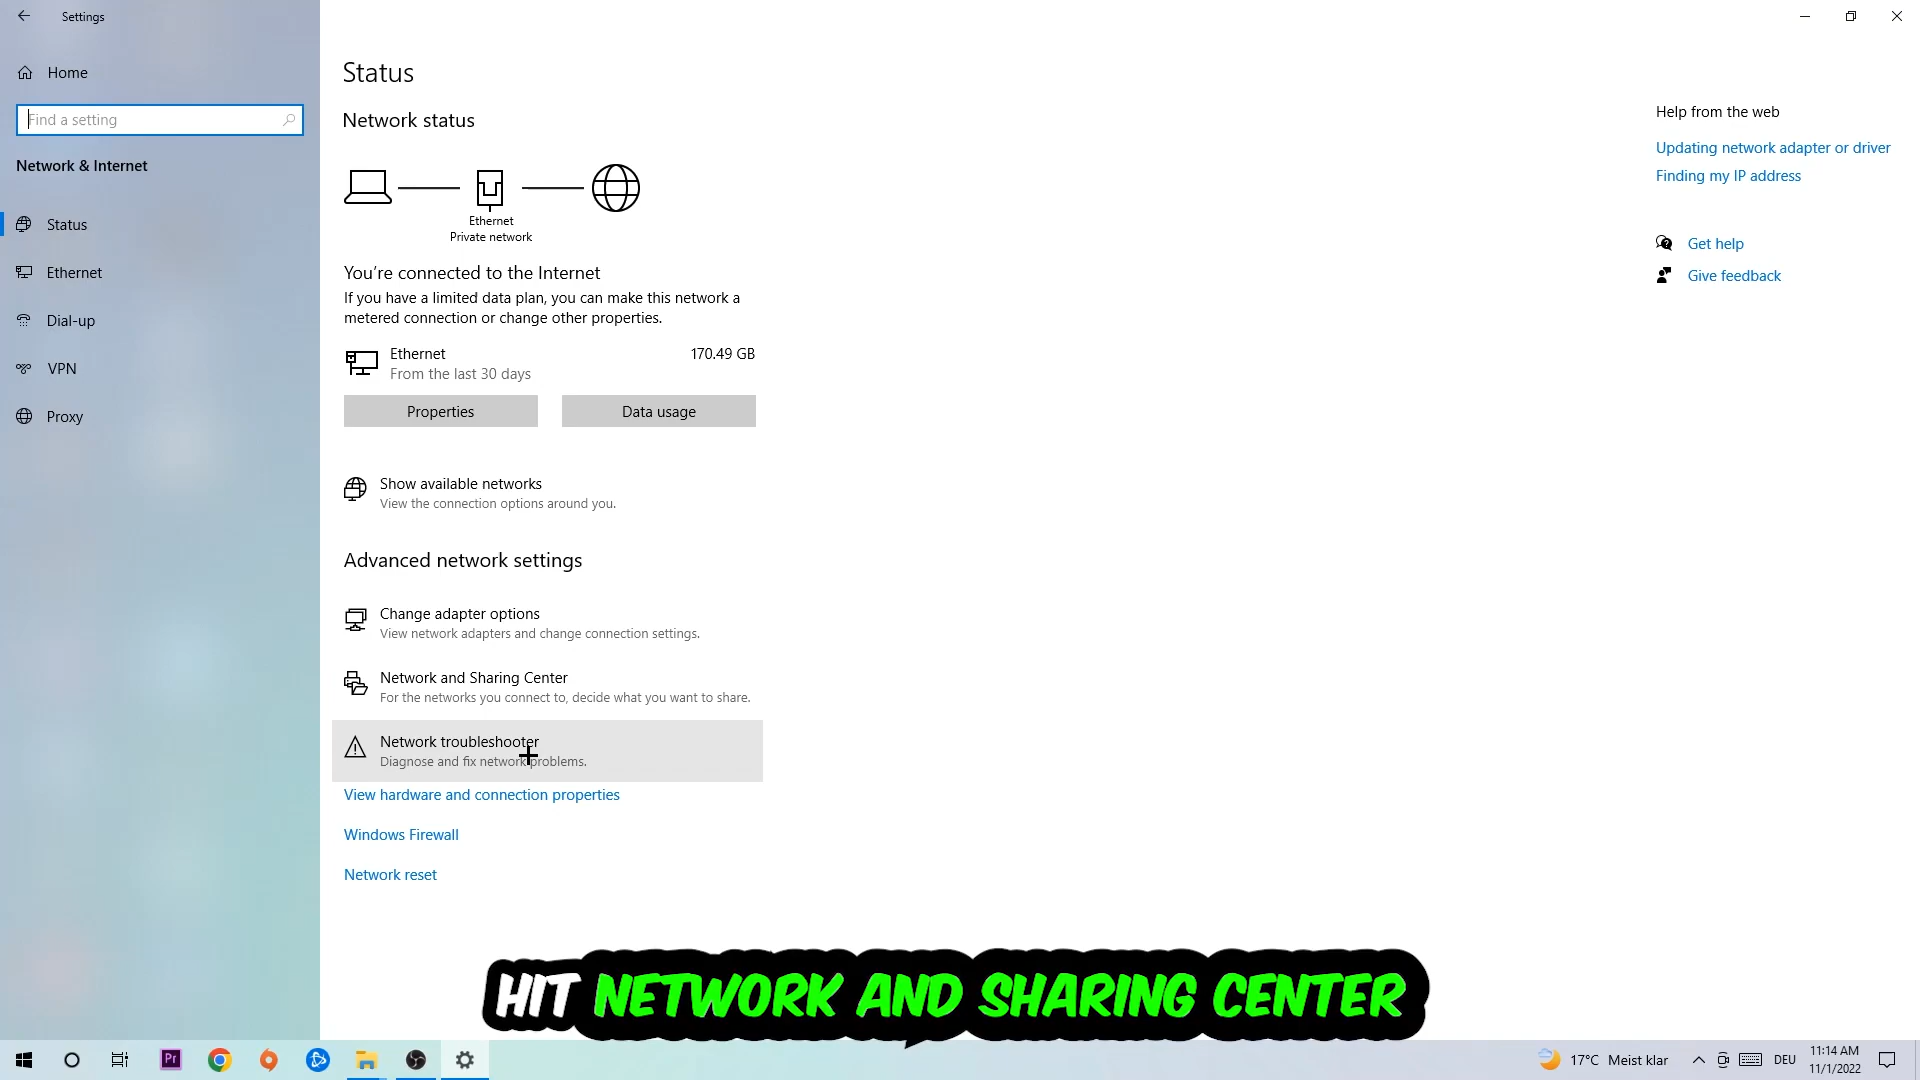 Settings
Home
Find a setting
Network & Internet
Status
Ethernet
Dial-up
VPN
Proxy
Status
Network status
Ethernet
Private network
You're connected to the Internet
If you have a limited data plan, you can make this network a
metered connection or change other properties.
Ethernet 170.49 GB
From the last 30 days
Properties Data usage
Show available networks
View the connection options around you.
Advanced network settings
Change adapter options
View network adapters and change connection settings.
Network and Sharing Center
For the networks you connect to, decide what you want to share.
Network troubleshooter
Diagnose and fix network problems.
View hardware and connection properties
Windows Firewall
Network reset
Help from the web
Updating network adapter or driver
Finding my IP address
Get help
Give feedback
HIT NETWORK AND SHARING CENTER
Pr
17°C Meist klar DEU 11:14 AM
11/1/2022